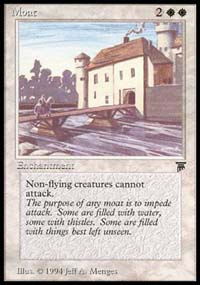 Moat
2
Enchantment
Non-flying creatures cannot
attack.
The purpose of any moat is to impede
attack. Some are filled with water,
some with thistles. Some are filled
with things best left unseen.
Illus. © 1994 Jeff A. Menges